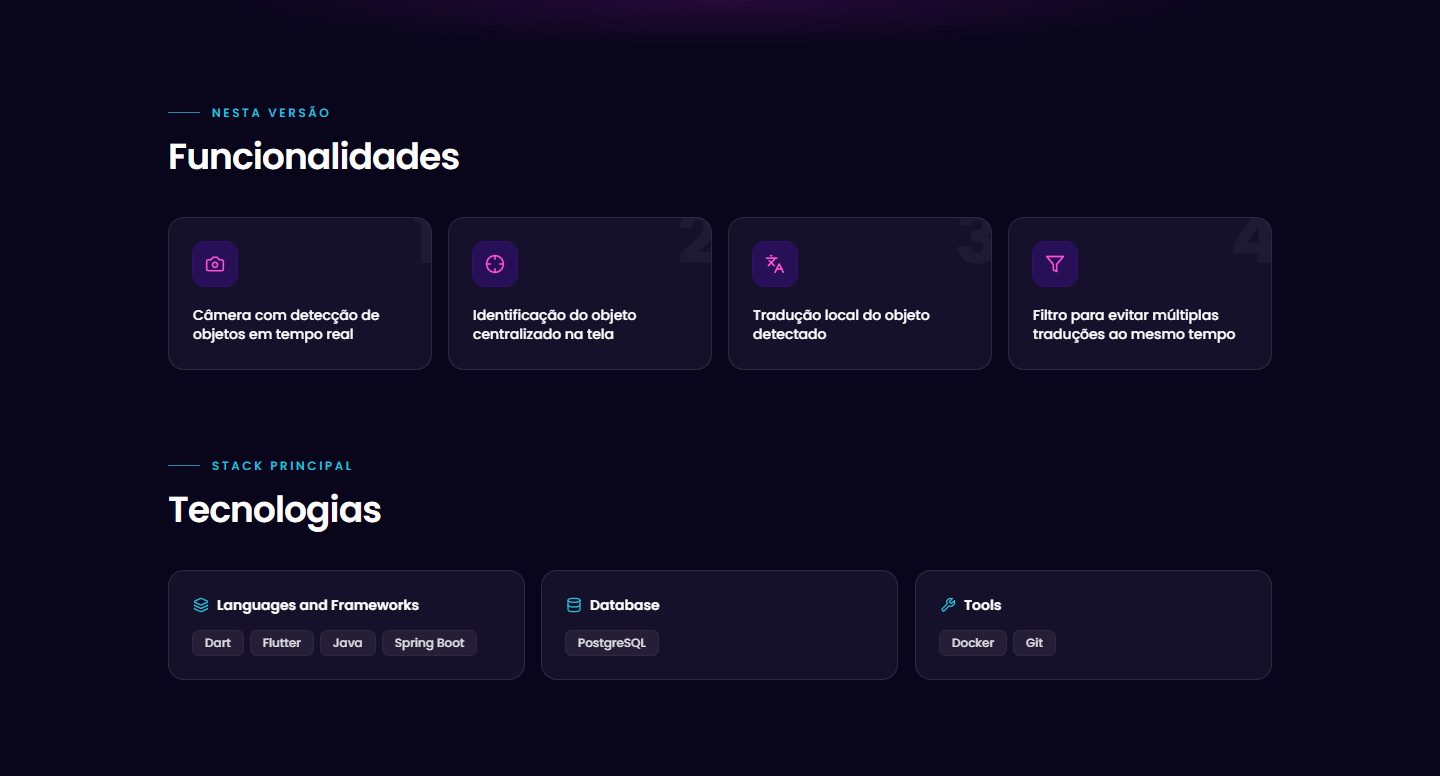 NESTA VERSÃO
Funcionalidades
1
2
3
4
Câmera com detecção de
objetos em tempo real
Identificação do objeto
centralizado na tela
Tradução local do objeto
detectado
Filtro para evitar múltiplas
traduções ao mesmo tempo
STACK PRINCIPAL
Tecnologias
Languages and Frameworks
Dart
Flutter
Java
Spring Boot
Database
PostgreSQL
Tools
Docker
Git